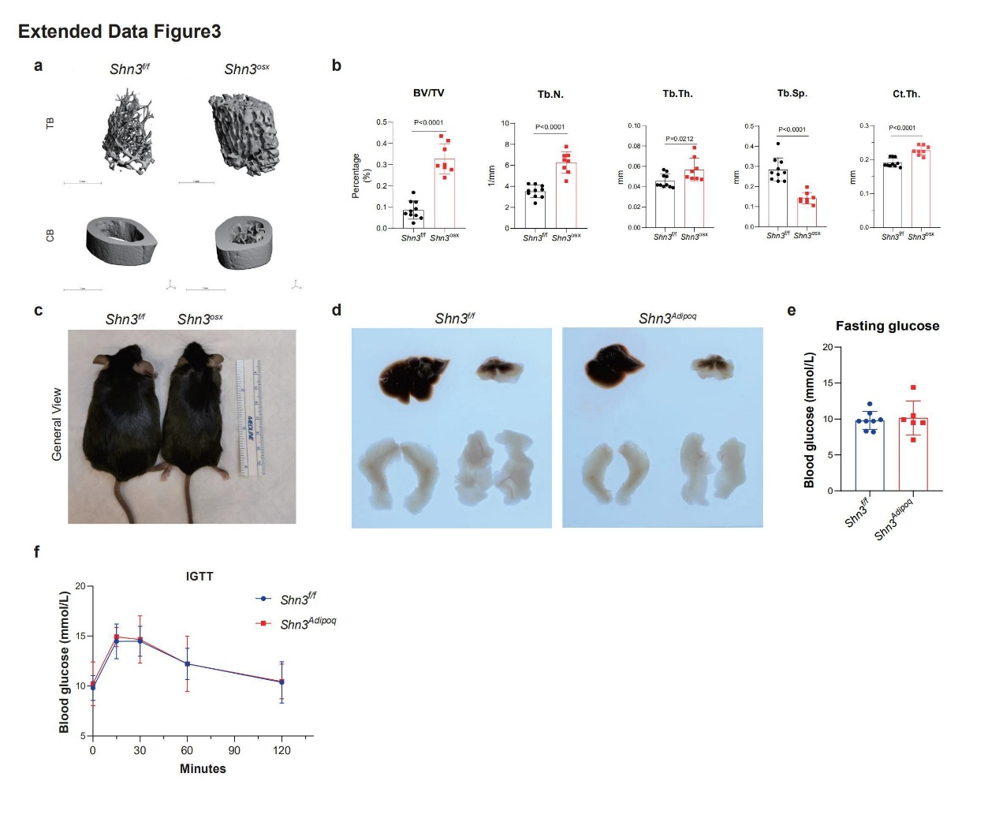 Extended Data Figure3
a
Shn3f/f
Shn3osx
TB
CB
b
BV/TV
Percentage
(%)
0.5
0.4
0.3
0.2
0.1
0.0
P<0.0001
Shn3f/f
Shn3osx
Tb.N.
1/mm
10
8
6
4
2
0
P<0.0001
Shn3f/f
Shn3osx
Tb.Th.
mm
0.10
0.08
0.06
0.04
0.02
0.00
P=0.0212
Shn3f/f
Shn3osx
Tb.Sp.
mm
0.5
0.4
0.3
0.2
0.1
0.0
P<0.0001
Shn3f/f
Shn3osx
Ct.Th.
mm
0.3
0.2
0.1
0.0
P<0.0001
Shn3f/f
Shn3osx
c
Shn3f/f
Shn3osx
General View
MEDLINE
d
Shn3f/f
Shn3Adipoq
e
Fasting glucose
Blood glucose (mmol/L)
20
15
10
5
0
Shn3f/f
Shn3Adipoq
f
IGTT
Blood glucose (mmol/L)
20
15
10
5
Shn3f/f
Shn3Adipoq
0 30 60 90 120
Minutes